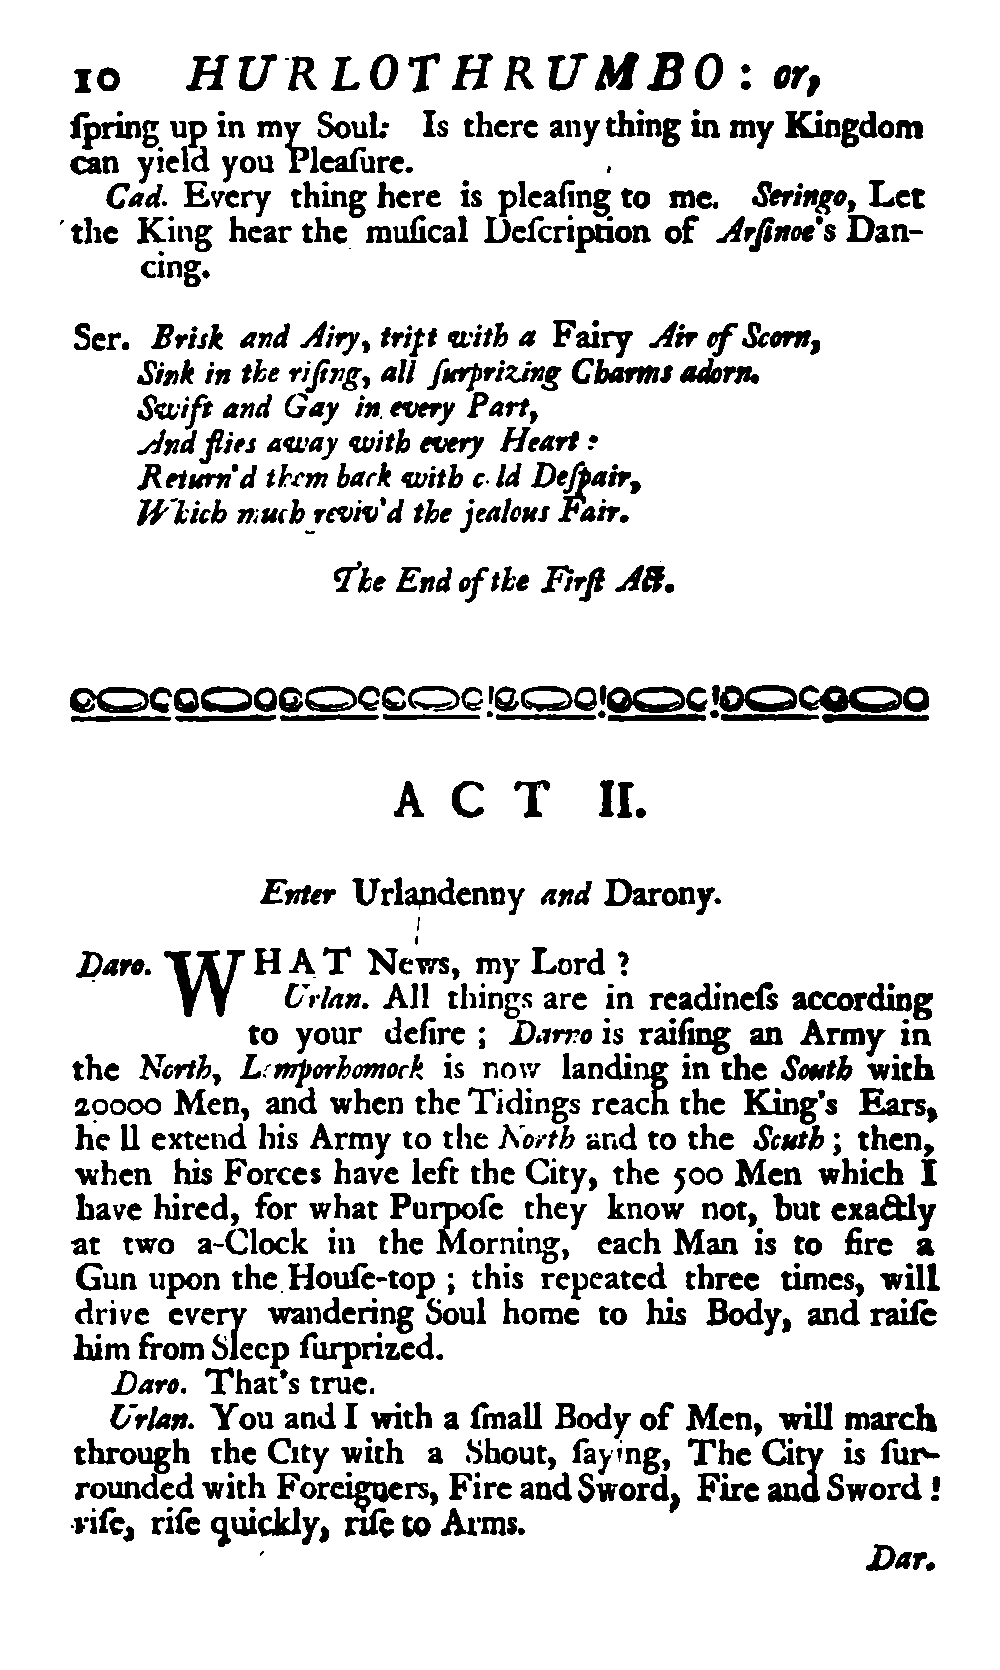 10 HURLOTHRUMBO: or,
ſpring up in my Soul: Is there any thing in my Kingdom
can yield you Pleaſure.
Cad. Every thing here is pleaſing to me. Seringo, Let
the King hear the muſical Deſcription of Arſinoe's Dan-
cing.
Ser. Brisk and Airy, tript with a Fairy Air of Scorn,
Sink in the riſing, all ſurprizing Charms adorn.
Swift and Gay in every Part,
And flies away with every Heart:
Return'd them back with cold Deſpair,
Which much reviv'd the jealous Fair.
The End of the Firſt Act.
ACT II.
Enter Urlandenny and Darony.
Daro. WHAT News, my Lord ?
Urlan. All things are in readineſs according
to your deſire ; Darno is raiſing an Army in
the North, Lomporhomock is now landing in the South with
20000 Men, and when the Tidings reach the King's Ears,
he ll extend his Army to the North and to the South ; then,
when his Forces have left the City, the 500 Men which I
have hired, for what Purpoſe they know not, but exactly
at two a-Clock in the Morning, each Man is to fire a
Gun upon the Houſe-top ; this repeated three times, will
drive every wandering Soul home to his Body, and raiſe
him from Sleep ſurprized.
Daro. That's true.
Urlan. You and I with a ſmall Body of Men, will march
through the City with a Shout, ſaying, The City is ſur-
rounded with Foreigners, Fire and Sword, Fire and Sword !
riſe, riſe quickly, riſe to Arms.
Dar.